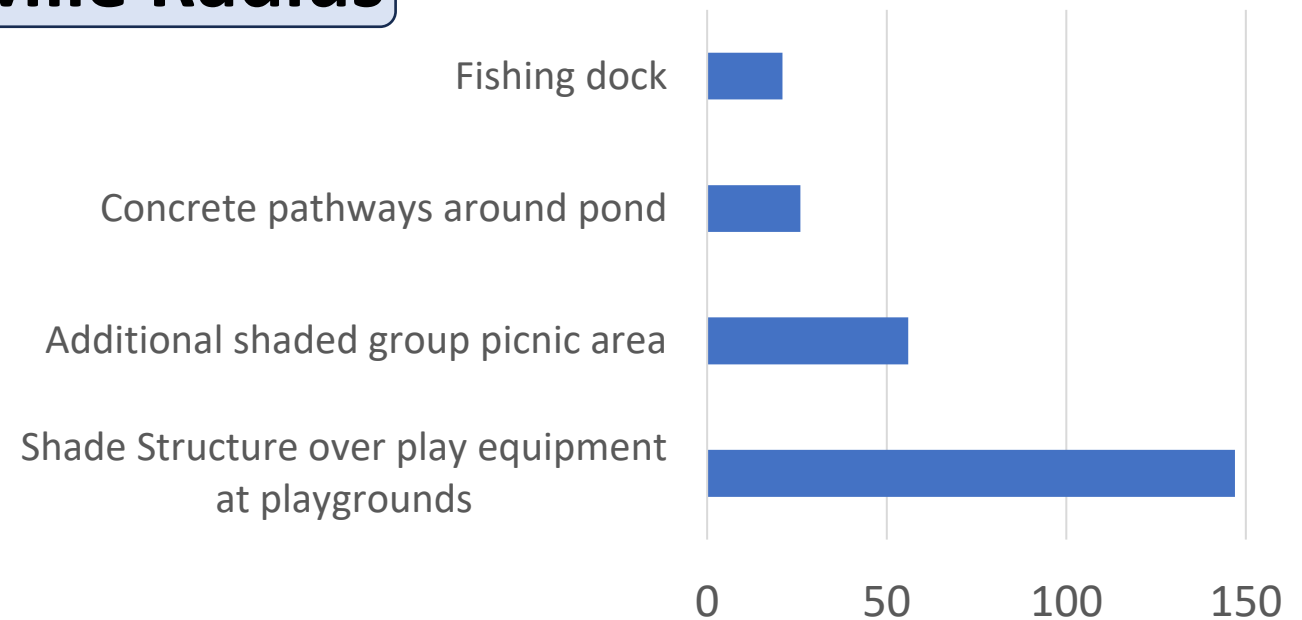 Radius
Fishing dock
Concrete pathways around pond
Additional shaded group picnic area
Shade Structure over play equipment
at playgrounds
0 50 100 150